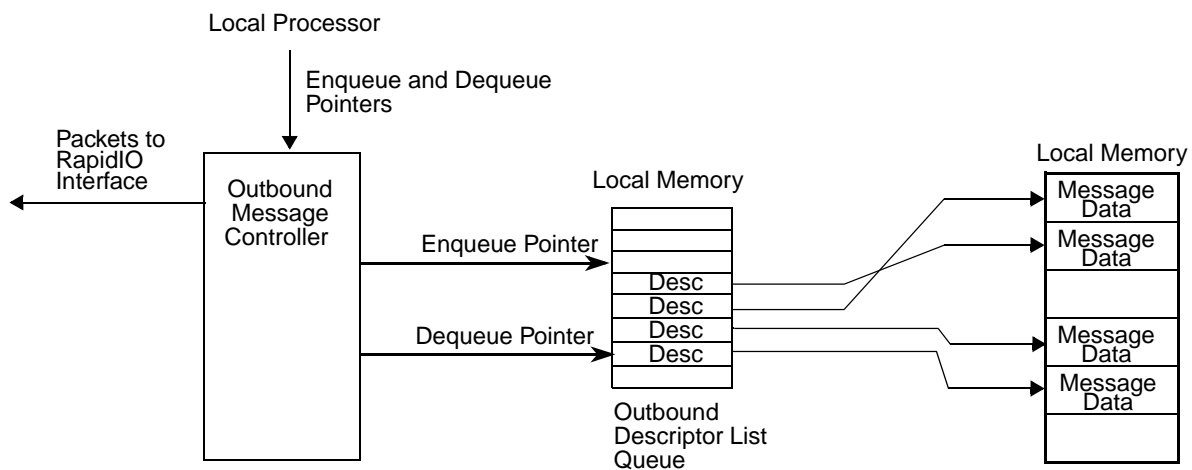 Local Processor
Enqueue and Dequeue
Pointers
Packets to
RapidIO
Interface
Outbound
Message
Controller
Enqueue Pointer
Dequeue Pointer
Local Memory
Desc
Desc
Desc
Desc
Outbound
Descriptor List
Queue
Local Memory
Message
Data
Message
Data
Message
Data
Message
Data